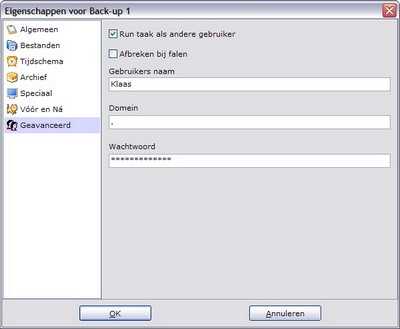 Eigenschappen voor Back-up 1
Algemeen
Bestanden
Tijdschema
Archief
Speciaal
Vóór en Ná
Geavanceerd
Run taak als andere gebruiker
Afbreken bij falen
Gebruikers naam
Klaas
Domein
.
Wachtwoord
=============
OK
Annuleren